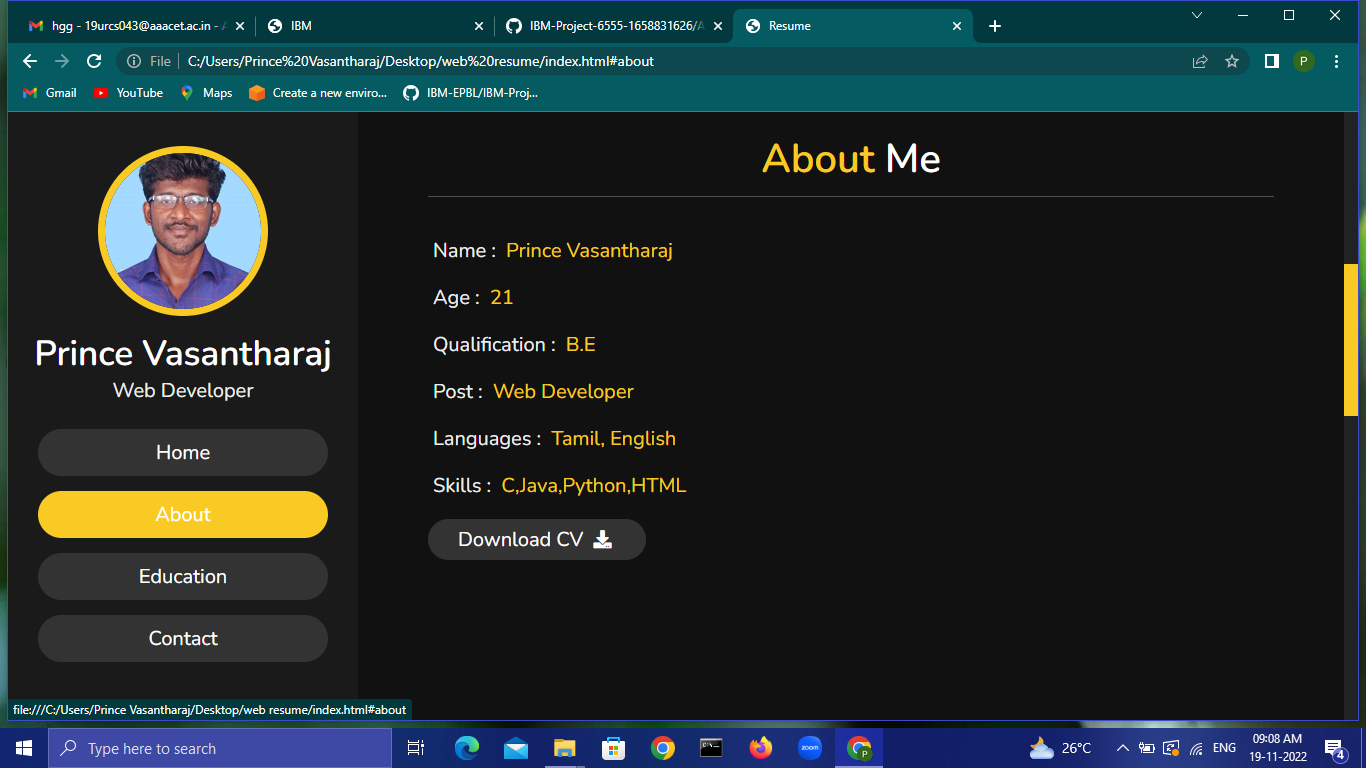 hgg - 19urcs043@aaacet.ac.in - A
IBM
IBM-Project-6555-1658831626/A
Resume
File
C:/Users/Prince%20Vasantharaj/Desktop/web%20resume/index.html#about
P
Gmail
YouTube
Maps
Create a new enviro...
IBM-EPBL/IBM-Proj...
Prince Vasantharaj
Web Developer
Home
About
Education
Contact
About Me
Name : Prince Vasantharaj
Age : 21
Qualification : B.E
Post : Web Developer
Languages : Tamil, English
Skills : C,Java,Python,HTML
Download CV
file:///C:/Users/Prince Vasantharaj/Desktop/web resume/index.html#about
Type here to search
zoom
P
26°C
ENG
09:08 AM
19-11-2022
4